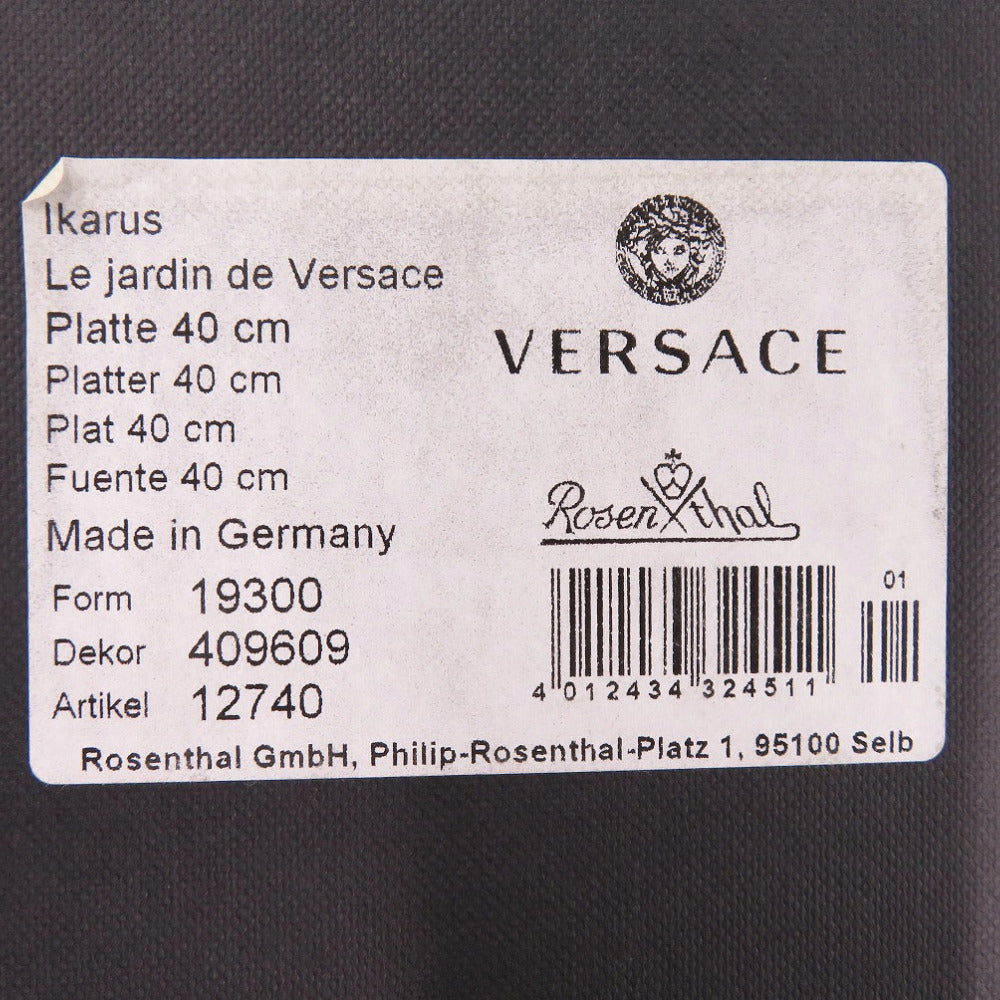 Ikarus
Le jardin de Versace
Platte 40 cm
Platter 40 cm
Plat 40 cm
Fuente 40 cm
Made in Germany
Form 19300
Dekor 409609
Artikel 12740
VERSACE
Rosenthal
01
4 012434 324511
Rosenthal GmbH, Philip-Rosenthal-Platz 1, 95100 Selb